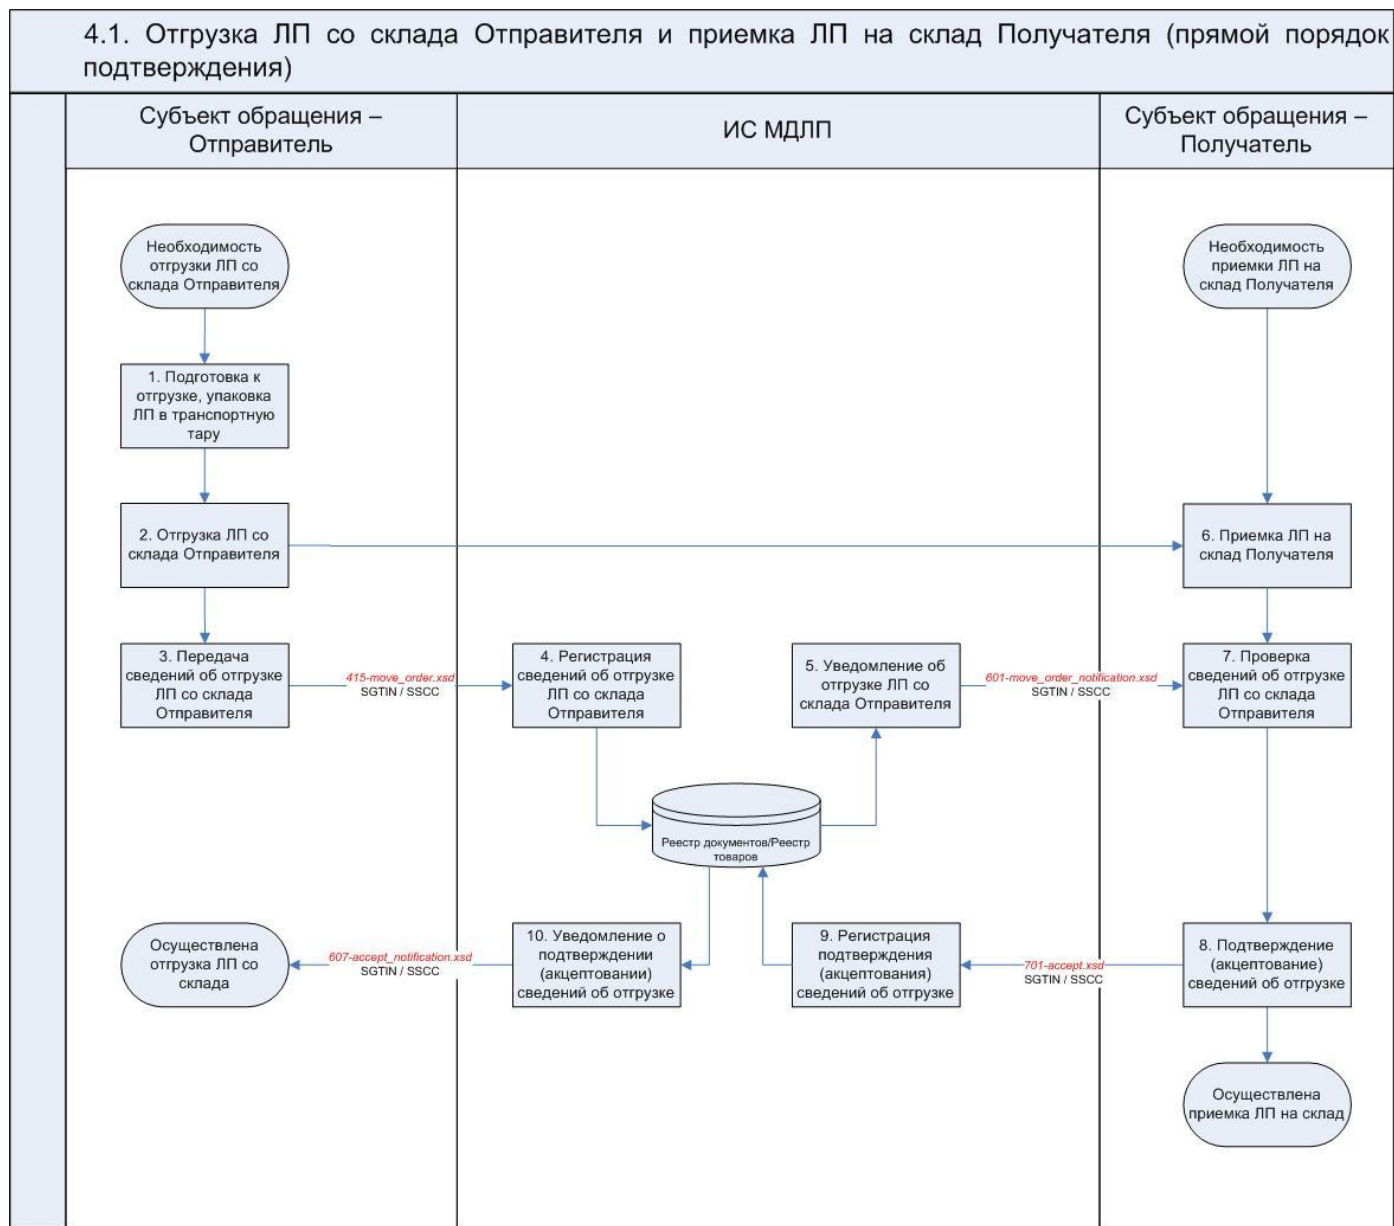 4.1. Отгрузка ЛП со склада Отправителя и приемка ЛП на склад Получателя (прямой порядок
подтверждения)
Субъект обращения –
Отправитель
ИС МДЛП
Субъект обращения –
Получатель
Необходимость
отгрузки ЛП со
склада Отправителя
Необходимость
приемки ЛП на
склад Получателя
1. Подготовка к
отгрузке, упаковка
ЛП в транспортную
тару
2. Отгрузка ЛП со
склада Отправителя
6. Приемка ЛП на
склад Получателя
3. Передача
сведений об отгрузке
ЛП со склада
Отправителя
415-move_order.xsd
SGTIN / SSCC
4. Регистрация
сведений об отгрузке
ЛП со склада
Отправителя
5. Уведомление об
отгрузке ЛП со
склада Отправителя
601-move_order_notification.xsd
SGTIN / SSCC
7. Проверка
сведений об отгрузке
ЛП со склада
Отправителя
Реестр документов/Реестр
товаров
Осуществлена
отгрузка ЛП со
склада
607-accept_notification.xsd
SGTIN / SSCC
10. Уведомление о
подтверждении
(акцептовании)
сведений об отгрузке
9. Регистрация
подтверждения
(акцептования)
сведений об отгрузке
701-accept.xsd
SGTIN / SSCC
8. Подтверждение
(акцептование)
сведений об отгрузке
Осуществлена
приемка ЛП на склад